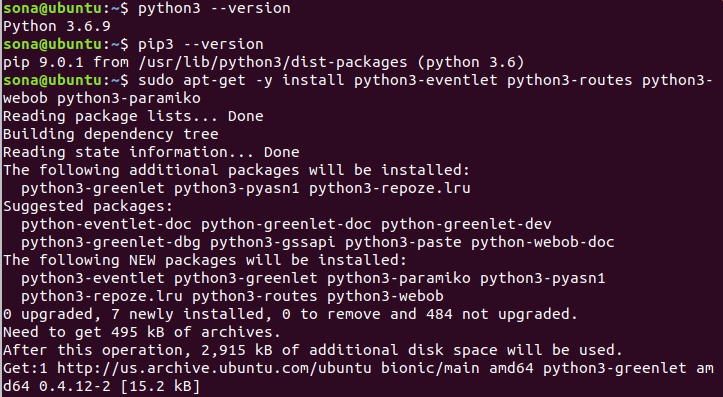 sona@ubuntu:~$ python3 --version
Python 3.6.9
sona@ubuntu:~$ pip3 --version
pip 9.0.1 from /usr/lib/python3/dist-packages (python 3.6)
sona@ubuntu:~$ sudo apt-get -y install python3-eventlet python3-routes python3-
webob python3-paramiko
Reading package lists... Done
Building dependency tree
Reading state information... Done
The following additional packages will be installed:
  python3-greenlet python3-pyasn1 python3-repoze.lru
Suggested packages:
  python-eventlet-doc python-greenlet-doc python-greenlet-dev
  python3-greenlet-dbg python3-gssapi python3-paste python-webob-doc
The following NEW packages will be installed:
  python3-eventlet python3-greenlet python3-paramiko python3-pyasn1
  python3-repoze.lru python3-routes python3-webob
0 upgraded, 7 newly installed, 0 to remove and 484 not upgraded.
Need to get 495 kB of archives.
After this operation, 2,915 kB of additional disk space will be used.
Get:1 http://us.archive.ubuntu.com/ubuntu bionic/main amd64 python3-greenlet am
d64 0.4.12-2 [15.2 kB]